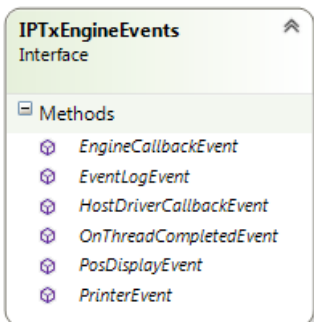 IPTxEngineEvents
Interface
Methods
EngineCallbackEvent
EventLogEvent
HostDriverCallbackEvent
OnThreadCompletedEvent
PosDisplayEvent
PrinterEvent